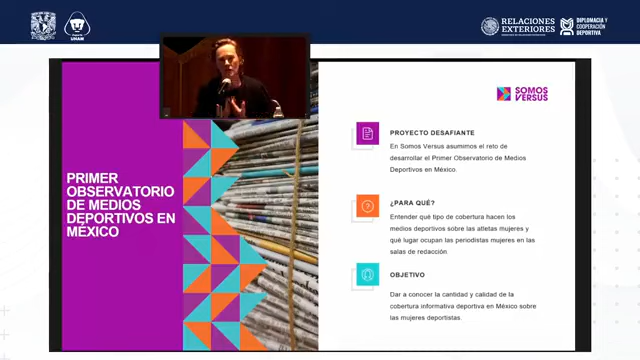 UNAM
RELACIONES
EXTERIORES
DIPLOMACIA Y
COOPERACIÓN
DEPORTIVA
SOMOS
VERSUS
PRIMER
OBSERVATORIO
DE MEDIOS
DEPORTIVOS EN
MÉXICO
PROYECTO DESAFIANTE
En Somos Versus asumimos el reto de
desarrollar el Primer Observatorio de Medios
Deportivos en México.
¿PARA QUÉ?
Entender qué tipo de cobertura hacen los
medios deportivos sobre las atletas mujeres y
qué lugar ocupan las periodistas mujeres en las
salas de redacción
OBJETIVO
Dar a conocer la cantidad y calidad de la
cobertura informativa deportiva en México sobre
las mujeres deportistas.